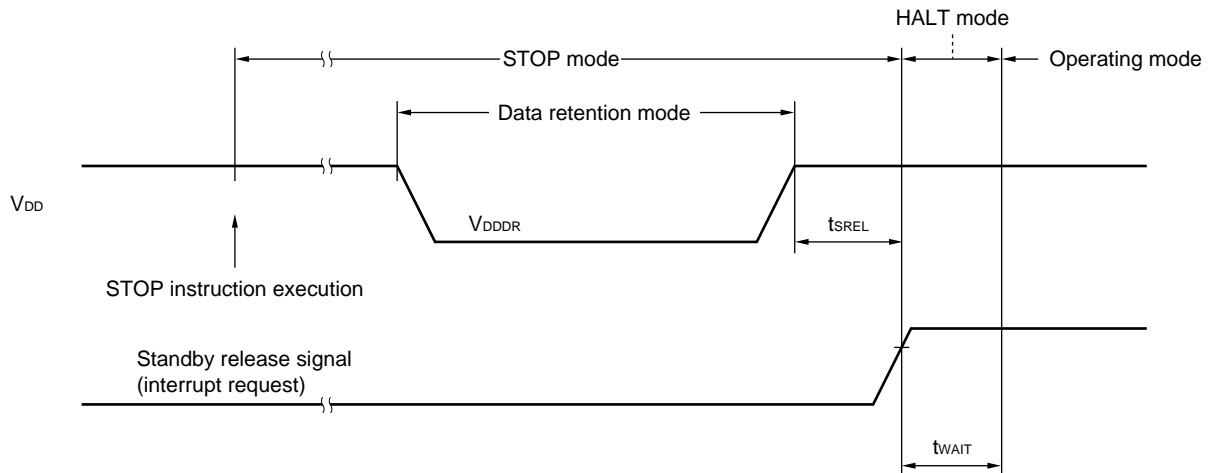 HALT mode
STOP mode
Operating mode
Data retention mode
VDD
VDDDR
tSREL
STOP instruction execution
Standby release signal
(interrupt request)
tWAIT